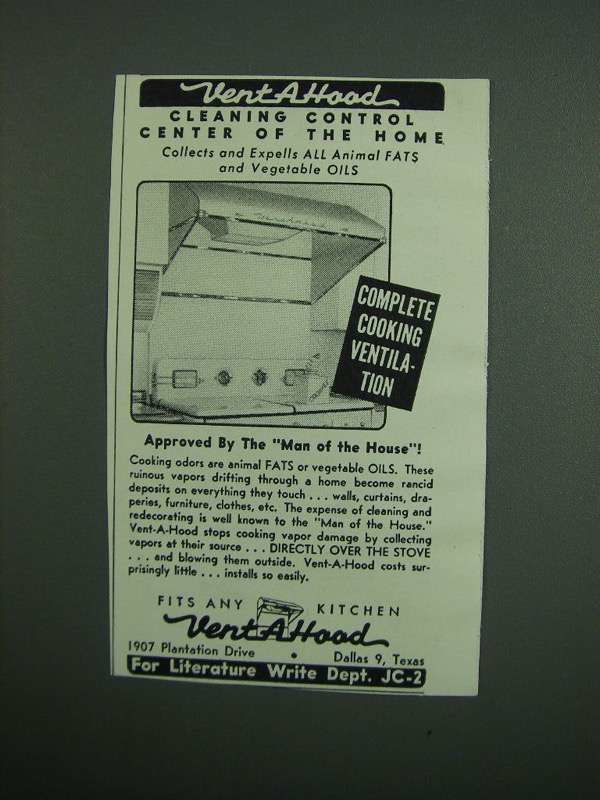 Vent A Hood
CLEANING CONTROL
CENTER OF THE HOME
Collects and Expells ALL Animal FATS
and Vegetable OILS
COMPLETE
COOKING
VENTILA-
TION
Approved By The "Man of the House"!
Cooking odors are animal FATS or vegetable OILS. These
ruinous vapors drifting through a home become rancid
deposits on everything they touch . . . walls, curtains, dra-
peries, furniture, clothes, etc. The expense of cleaning and
redecorating is well known to the "Man of the House."
Vent-A-Hood stops cooking vapor damage by collecting
vapors at their source . . . DIRECTLY OVER THE STOVE
. . . and blowing them outside. Vent-A-Hood costs sur-
prisingly little . . . installs so easily.
FITS ANY KITCHEN
Vent A Hood
1907 Plantation Drive • Dallas 9, Texas
For Literature Write Dept. JC-2